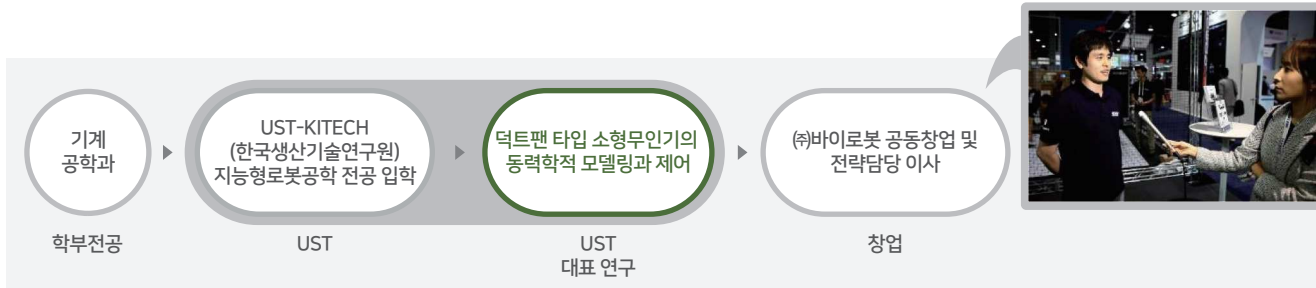 기계
공학과
UST-KITECH
(한국생산기술연구원)
지능형로봇공학 전공 입학
덕트팬 타입 소형무인기의
동력학적 모델링과 제어
㈜바이로봇 공동창업 및
전략담당 이사
학부전공
UST
UST
대표 연구
창업